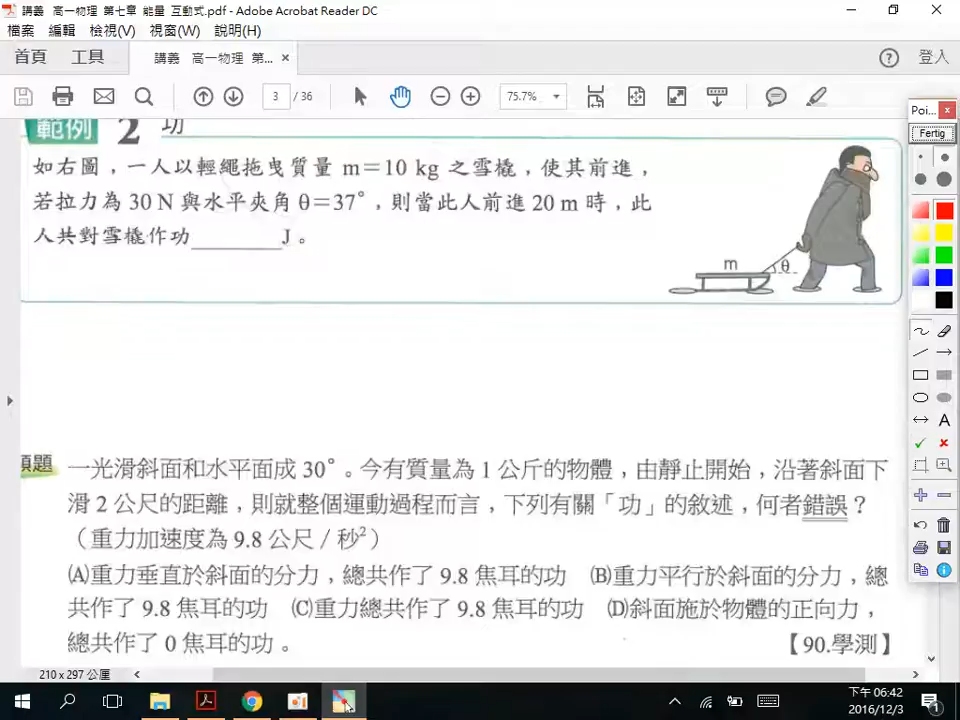 講義 高一物理 第七章 能量 互動式.pdf - Adobe Acrobat Reader DC
檔案 編輯 檢視(V) 視窗(W) 說明(H)
首頁 工具 講義 高一物理 第... × ? 登入
3 / 36 75.7%
Poi... x
Fertig
範例 2 功
如右圖，一人以輕繩拖曳質量 m＝10 kg 之雪橇，使其前進，
若拉力為 30 N 與水平夾角 θ＝37°，則當此人前進 20 m 時，此
人共對雪橇作功________J。
m θ
A
類題 一光滑斜面和水平面成 30°。今有質量為 1 公斤的物體，由靜止開始，沿著斜面下
滑 2 公尺的距離，則就整個運動過程而言，下列有關「功」的敘述，何者錯誤？
（重力加速度為 9.8 公尺／秒²）
(A)重力垂直於斜面的分力，總共作了 9.8 焦耳的功 (B)重力平行於斜面的分力，總
共作了 9.8 焦耳的功 (C)重力總共作了 9.8 焦耳的功 (D)斜面施於物體的正向力，
總共作了 0 焦耳的功。 【90.學測】
210 x 297 公厘
下午 06:42
2016/12/3
1